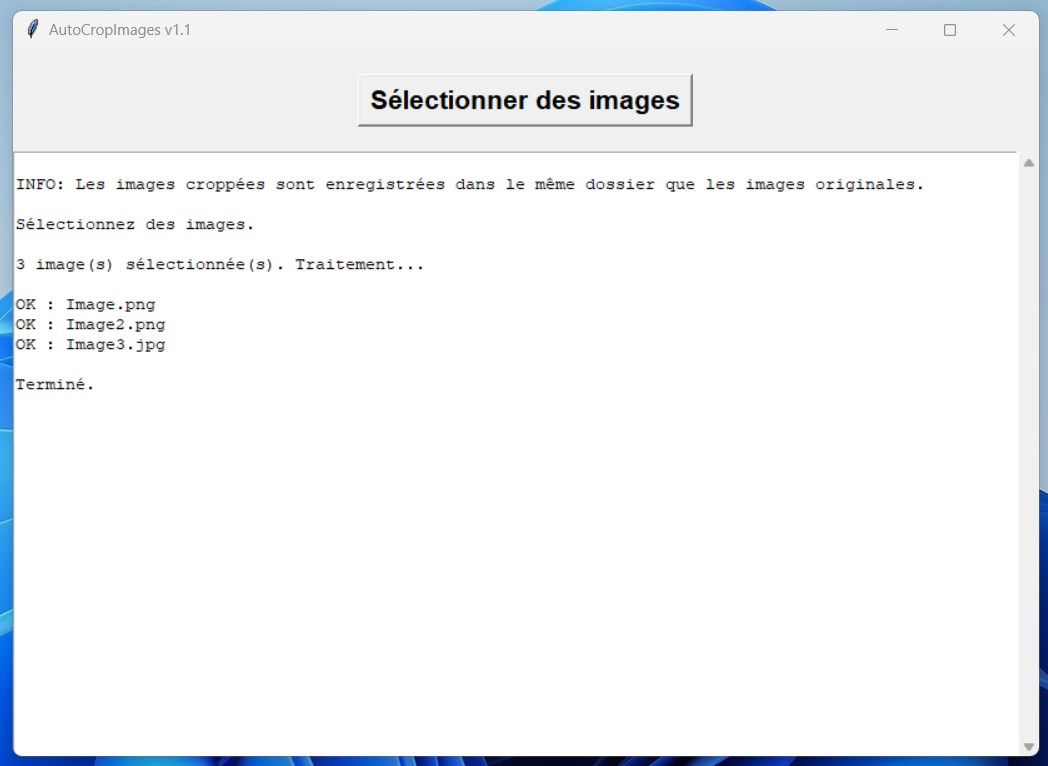 AutoCropImages v1.1
Sélectionner des images
INFO: Les images croppées sont enregistrées dans le même dossier que les images originales.
Sélectionnez des images.
3 image(s) sélectionnée(s). Traitement...
OK : Image.png
OK : Image2.png
OK : Image3.jpg
Terminé.